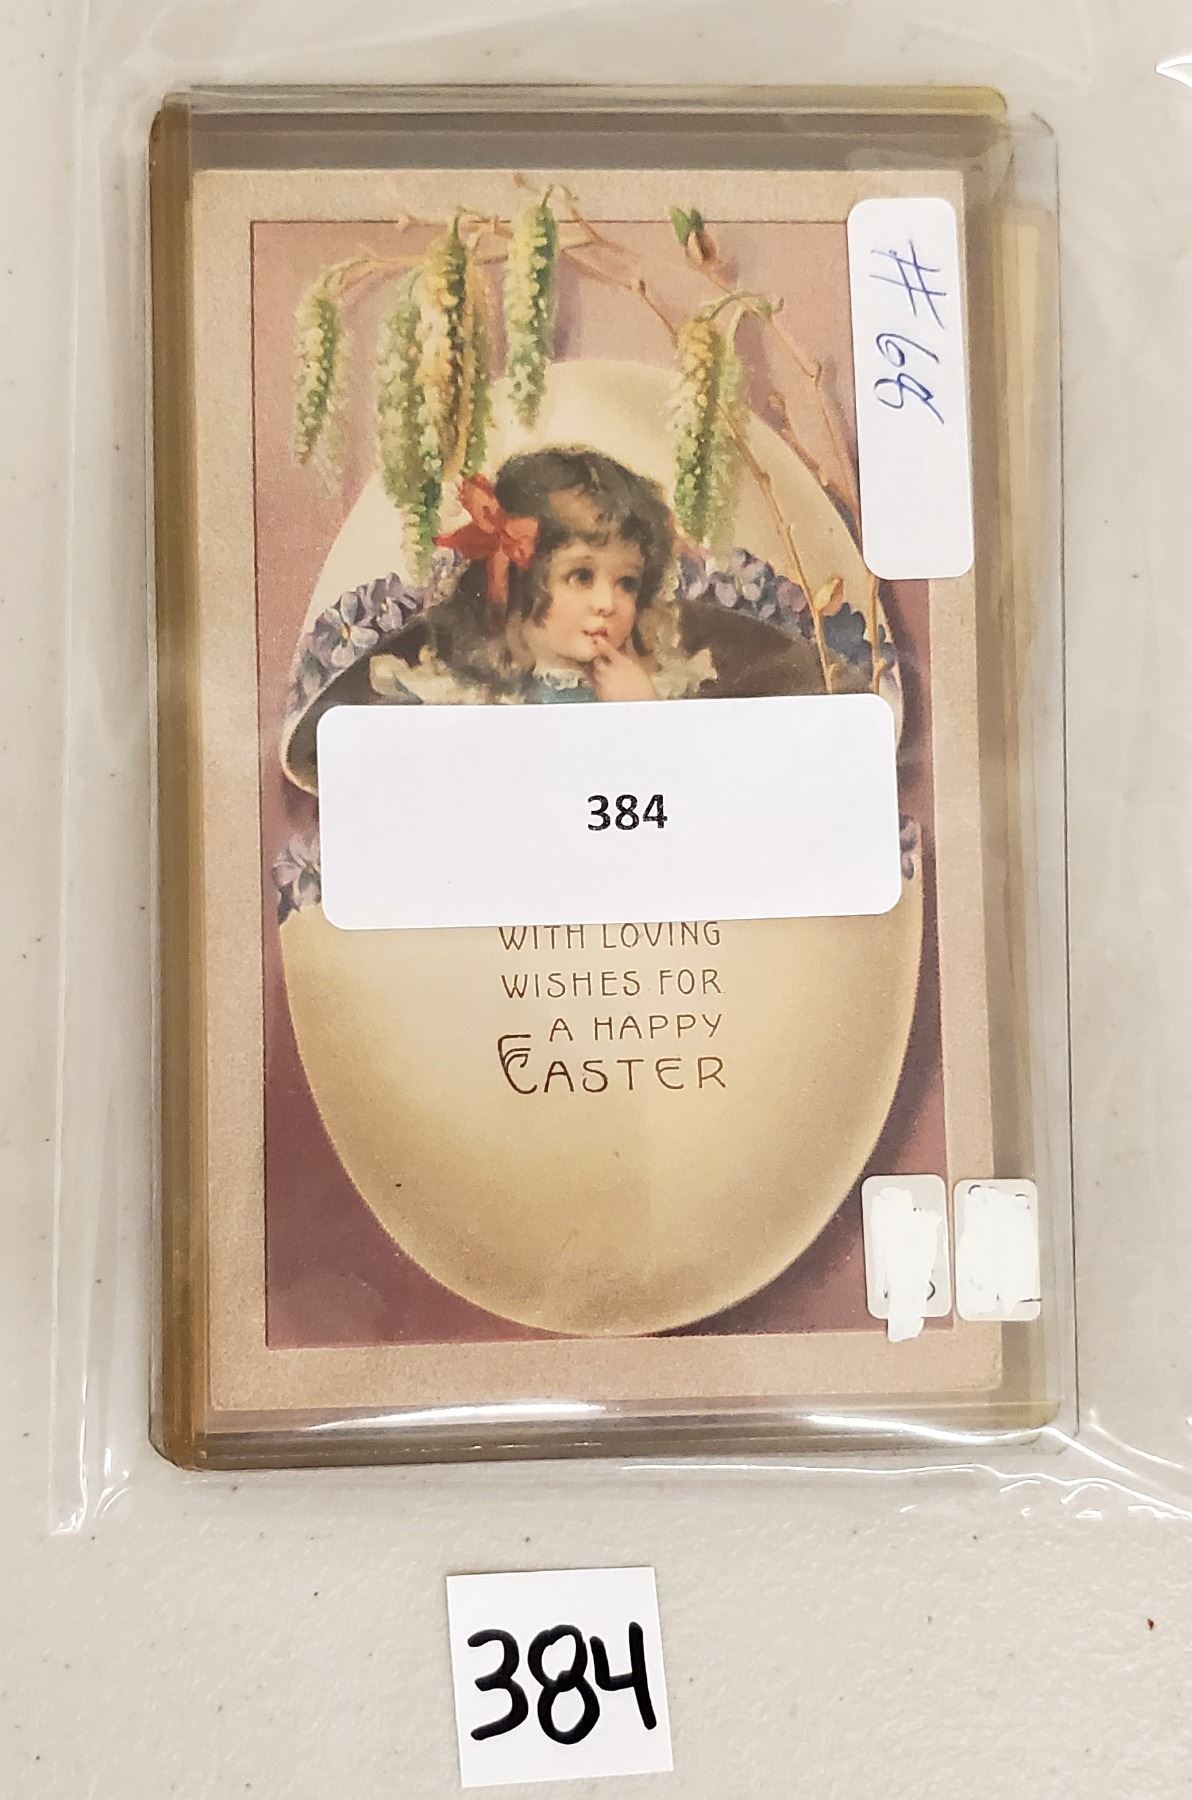 #68
384
WITH LOVING
WISHES FOR
A HAPPY
EASTER
384